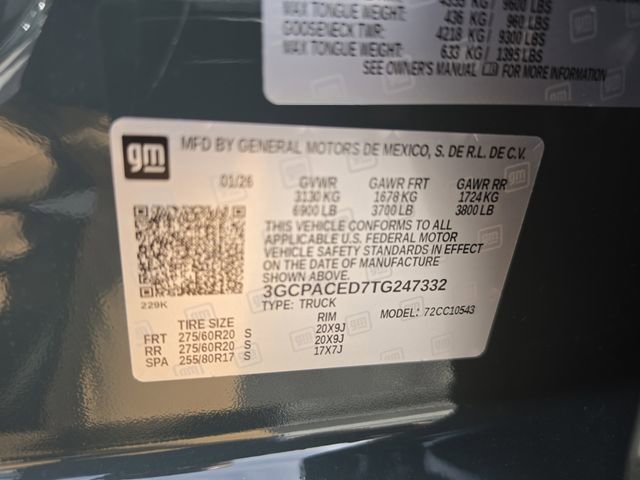 4355 KG / 9600 LBS
MAX TONGUE WEIGHT: 436 KG / 960 LBS
GOOSENECK TWR: 4218 KG / 9300 LBS
MAX TONGUE WEIGHT: 633 KG / 1395 LBS
SEE OWNER'S MANUAL FOR MORE INFORMATION
gm
MFD BY GENERAL MOTORS DE MEXICO, S. DE R.L. DE C.V.
01/26 GVWR GAWR FRT GAWR RR
3130 KG 1678 KG 1724 KG
6900 LB 3700 LB 3800 LB
THIS VEHICLE CONFORMS TO ALL
APPLICABLE U.S. FEDERAL MOTOR
VEHICLE SAFETY STANDARDS IN EFFECT
ON THE DATE OF MANUFACTURE
SHOWN ABOVE.
3GCPACED7TG247332
229K
TYPE: TRUCK MODEL: 72CC10543
TIRE SIZE RIM
FRT 275/60R20 S 20X9J
RR 275/60R20 S 20X9J
SPA 255/80R17 S 17X7J